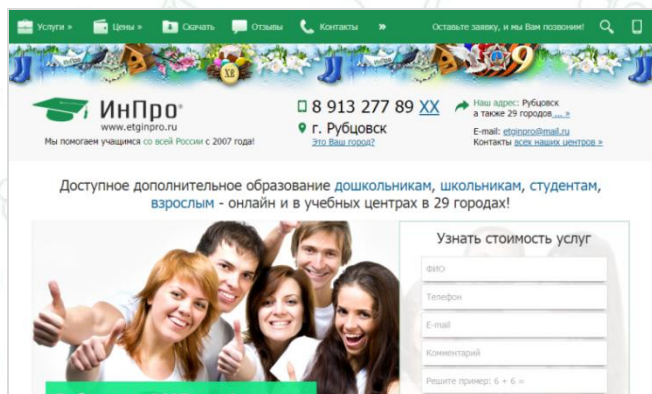 Услуги »
Цены »
Скачать
Отзывы
Контакты
»
Оставьте заявку, и мы Вам позвоним!
ХВ
9
ИнПро®
www.etginpro.ru
Мы помогаем учащимся со всей России с 2007 года!
8 913 277 89 XX
г. Рубцовск
Это Ваш город?
Наш адрес: Рубцовск
а также 29 городов ... »
E-mail: etginpro@mail.ru
Контакты всех наших центров »
Доступное дополнительное образование дошкольникам, школьникам, студентам,
взрослым - онлайн и в учебных центрах в 29 городах!
Узнать стоимость услуг
ФИО
Телефон
E-mail
Комментарий
Решите пример: 6 + 6 =